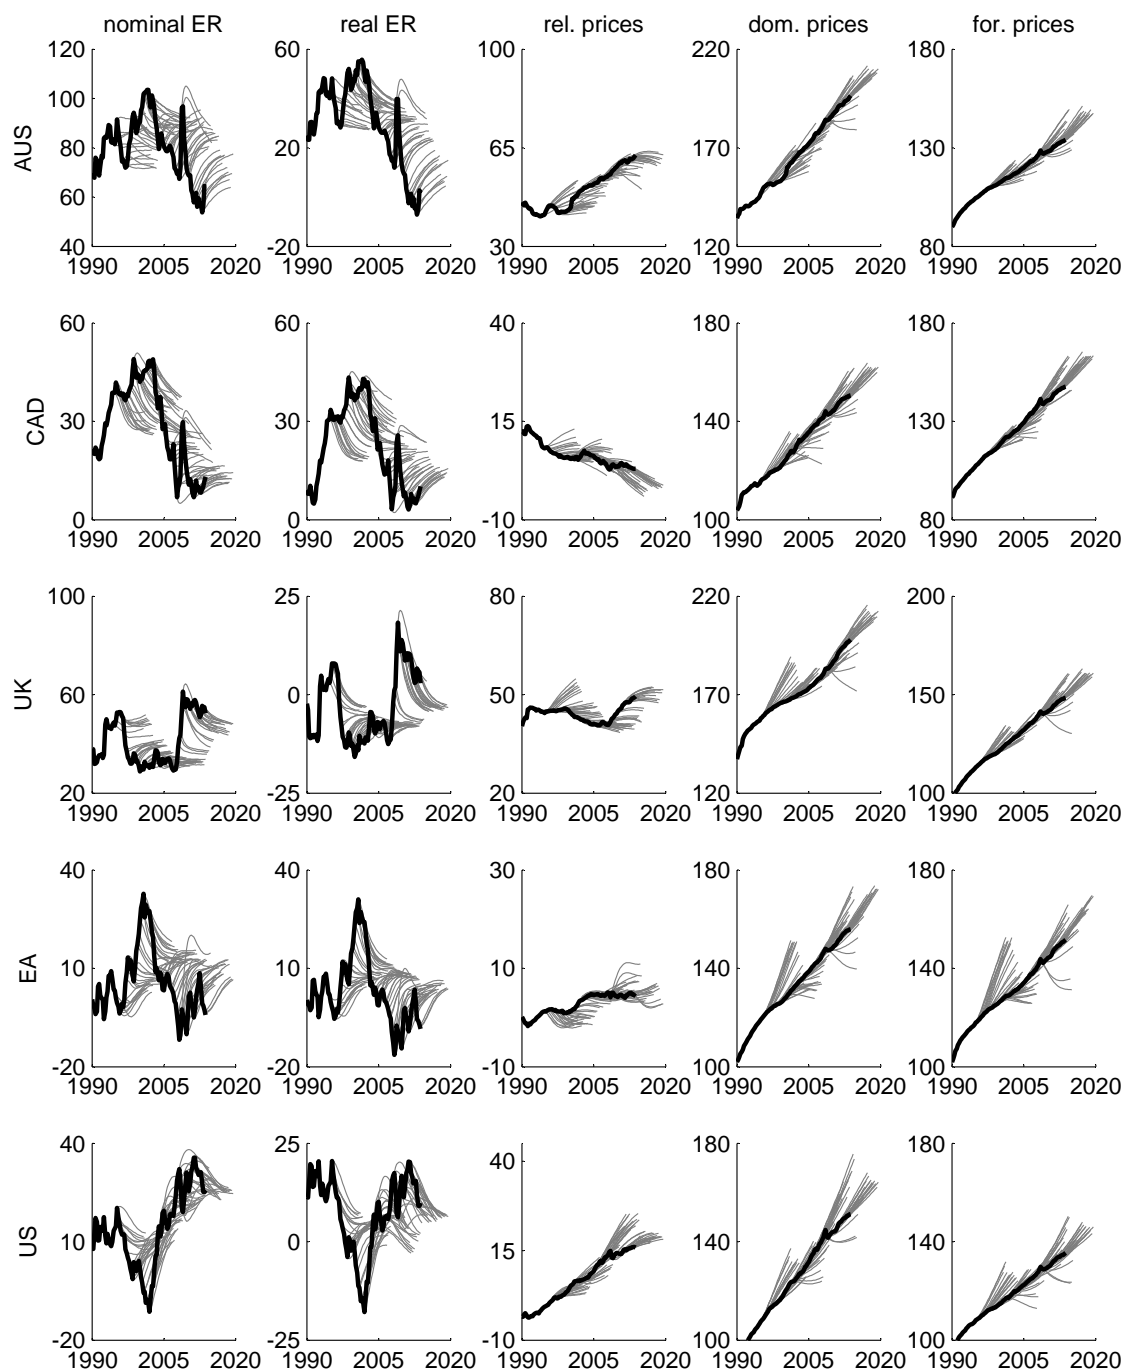 nominal ER real ER rel. prices dom. prices for. prices
120 60 100 220 180
100
AUS 80 20 65 170 130
60
40 -20 30 120 80
1990 2005 2020 1990 2005 2020 1990 2005 2020 1990 2005 2020 1990 2005 2020
60 60 40 180 180
CAD 30 30 15 140 130
0 0 -10 100 80
1990 2005 2020 1990 2005 2020 1990 2005 2020 1990 2005 2020 1990 2005 2020
100 25 80 220 200
UK 60 0 50 170 150
20 -25 20 120 100
1990 2005 2020 1990 2005 2020 1990 2005 2020 1990 2005 2020 1990 2005 2020
40 40 30 180 180
EA 10 10 10 140 140
-20 -20 -10 100 100
1990 2005 2020 1990 2005 2020 1990 2005 2020 1990 2005 2020 1990 2005 2020
40 25 40 180 180
US 10 0 15 140 140
-20 -25 -10 100 100
1990 2005 2020 1990 2005 2020 1990 2005 2020 1990 2005 2020 1990 2005 2020